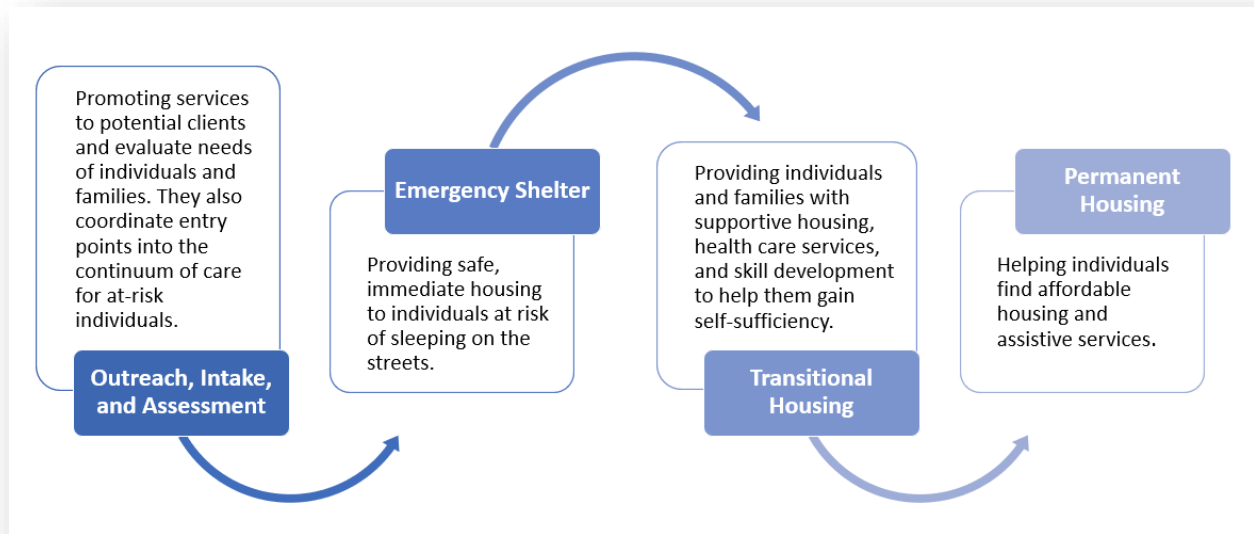 Promoting services
to potential clients
and evaluate needs
of individuals and
families. They also
coordinate entry
points into the
continuum of care
for at-risk
individuals.
Outreach, Intake,
and Assessment
Emergency Shelter
Providing safe,
immediate housing
to individuals at risk
of sleeping on the
streets.
Providing individuals
and families with
supportive housing,
health care services,
and skill development
to help them gain
self-sufficiency.
Transitional
Housing
Permanent
Housing
Helping individuals
find affordable
housing and
assistive services.